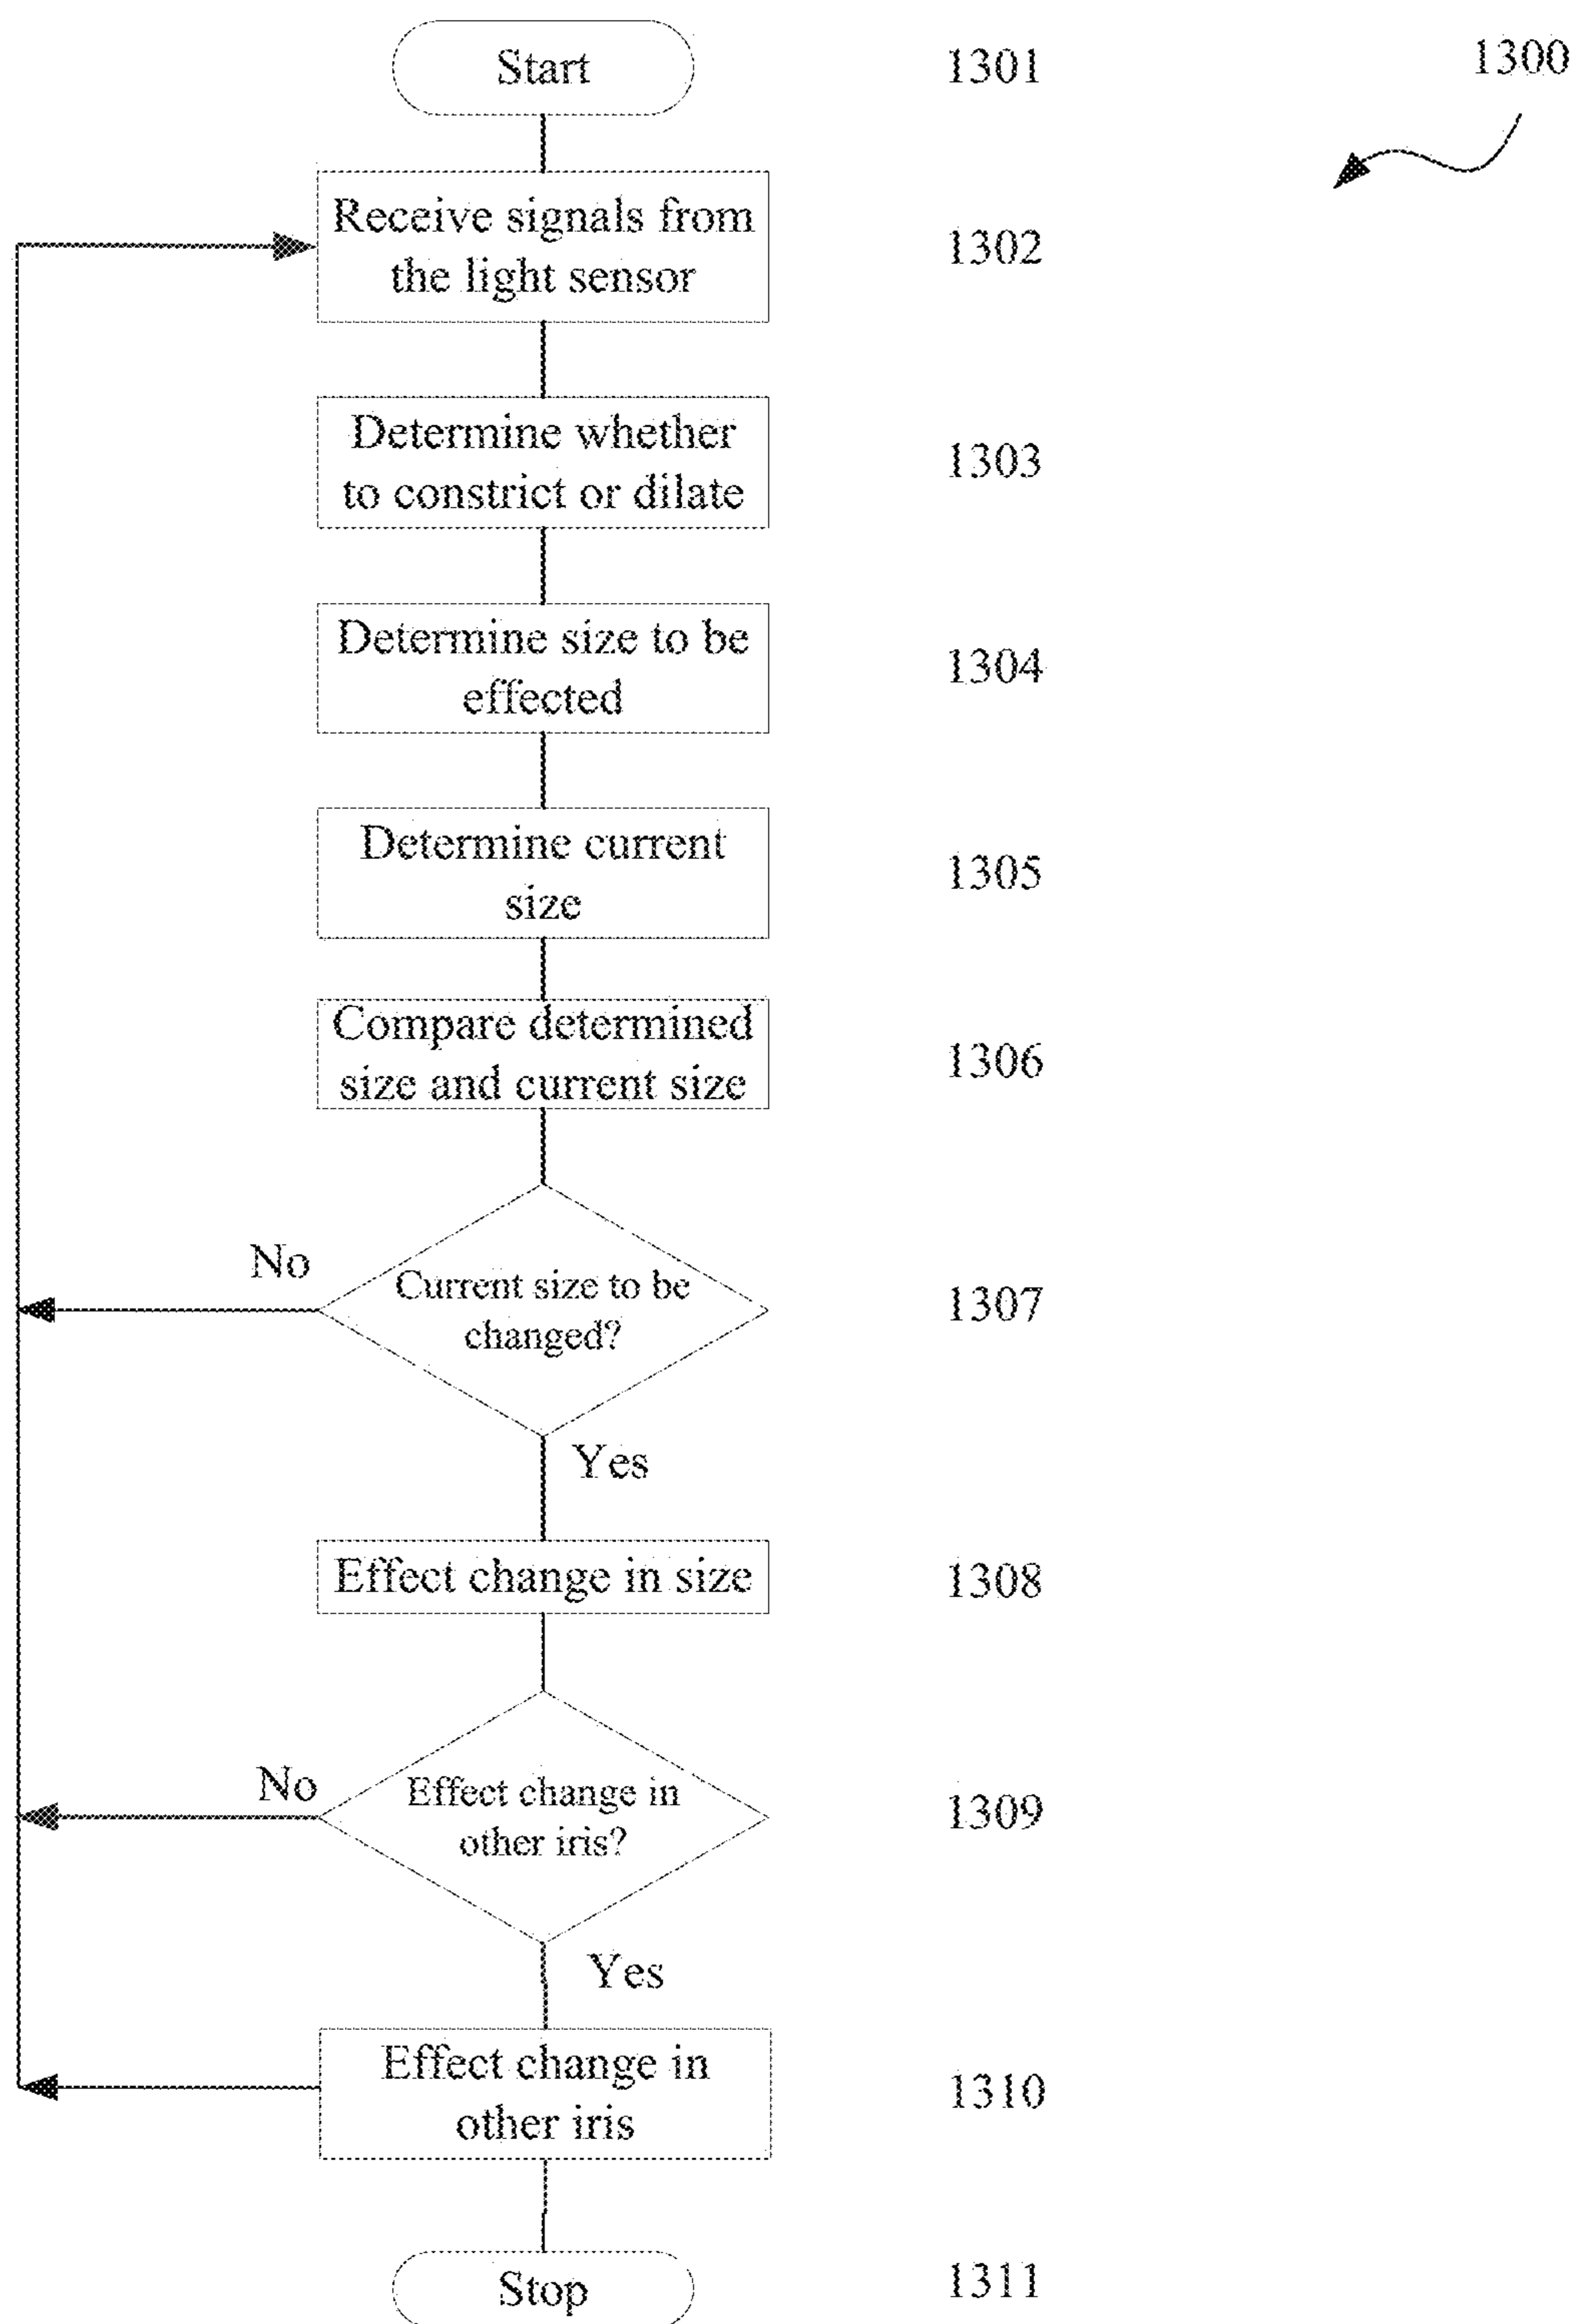 Start
1301
1300
Receive signals from
the light sensor
1302
Determine whether
to constrict or dilate
1303
Determine size to be
effected
1304
Determine current
size
1305
Compare determined
size and current size
1306
No
Current size to be
changed?
1307
Yes
Effect change in size
1308
No
Effect change in
other iris?
1309
Yes
Effect change in
other iris
1310
Stop
1311